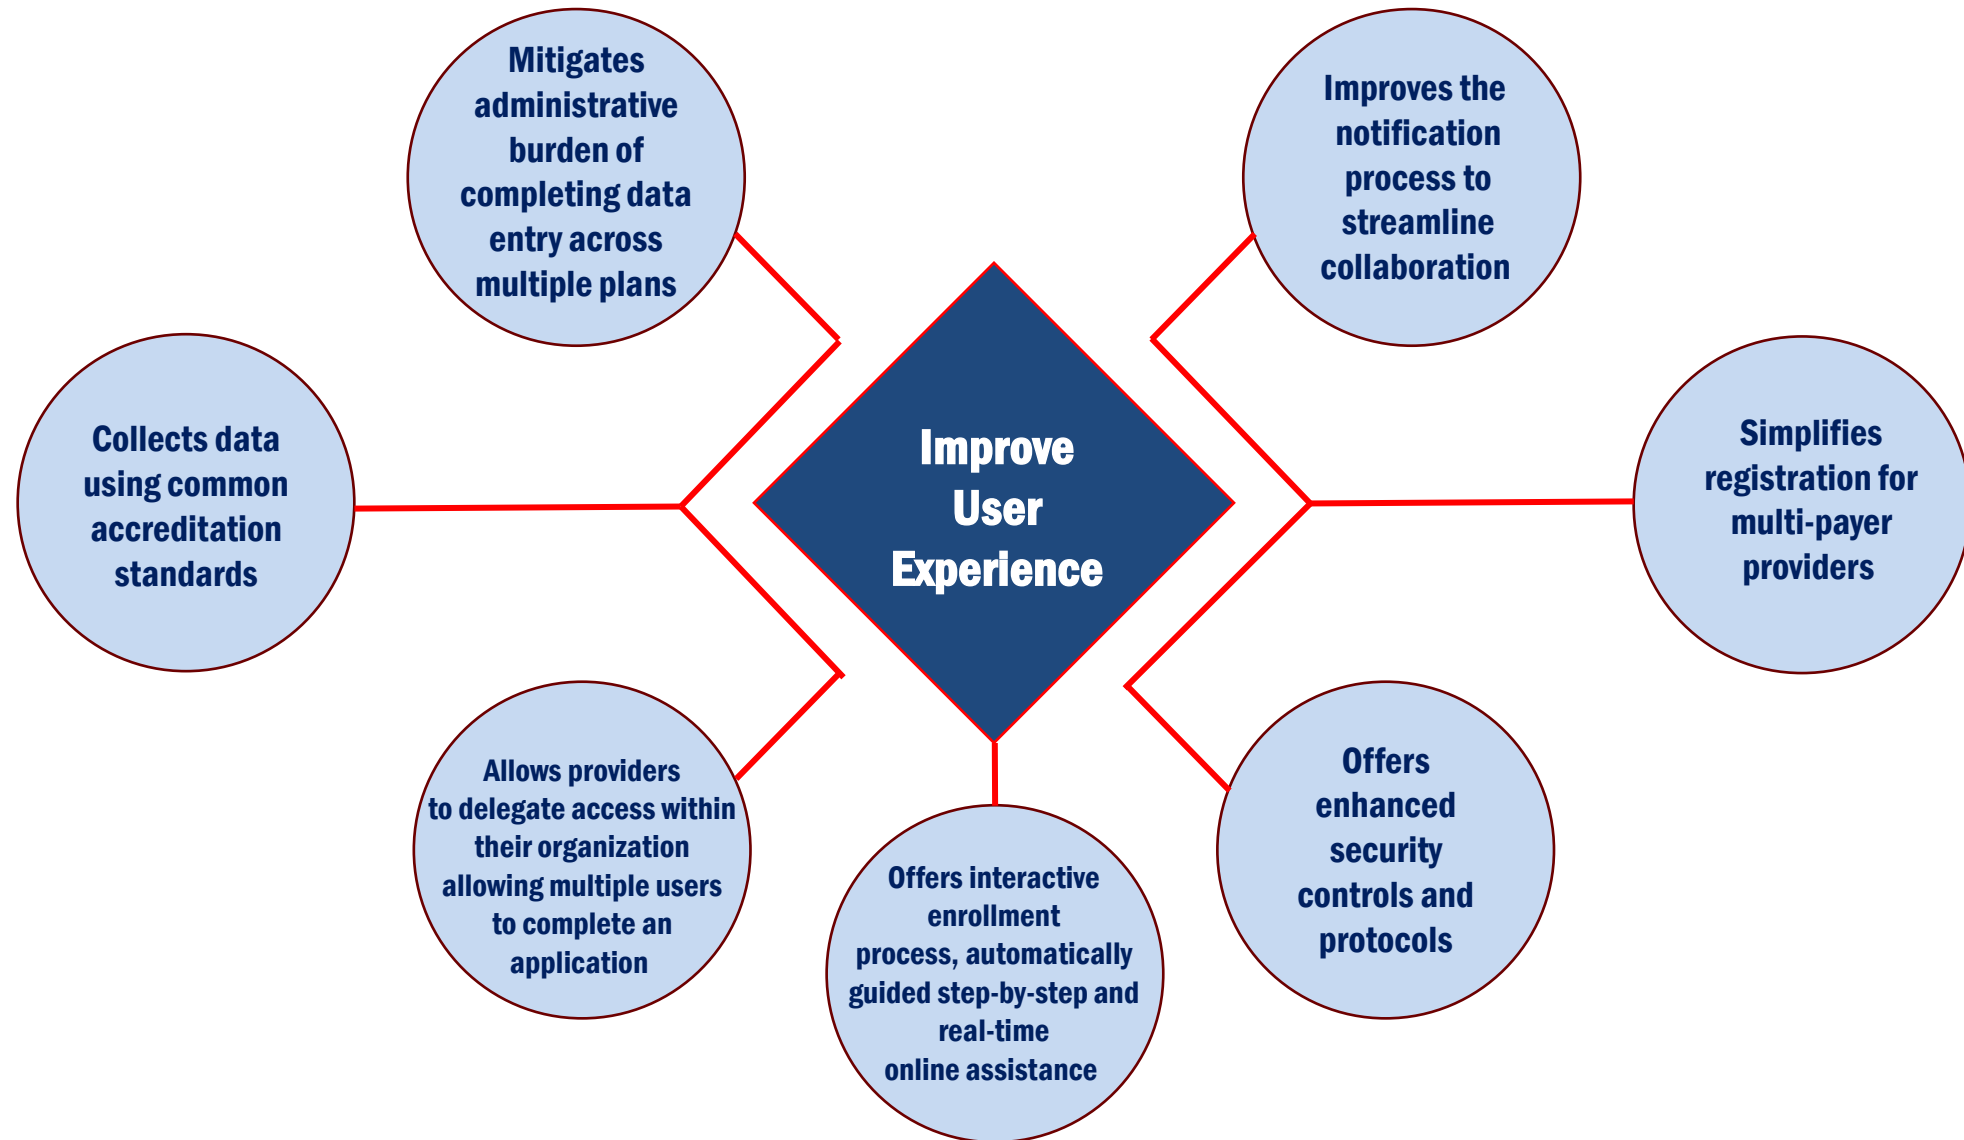 Mitigates
administrative
burden of
completing data
entry across
multiple plans
Improves the
notification
process to
streamline
collaboration
Collects data
using common
accreditation
standards
Improve
User
Experience
Simplifies
registration for
multi-payer
providers
Allows providers
to delegate access within
their organization
allowing multiple users
to complete an
application
Offers interactive
enrollment
process, automatically
guided step-by-step and
real-time
online assistance
Offers
enhanced
security
controls and
protocols